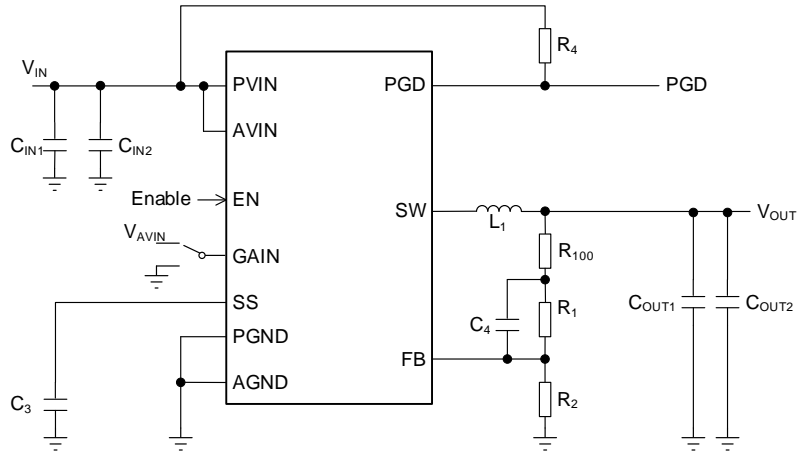 R4
VIN
PVIN
PGD
PGD
AVIN
CIN1
CIN2
Enable
EN
SW
L1
VOUT
VAVIN
GAIN
R100
SS
C4
R1
COUT1
COUT2
PGND
FB
C3
AGND
R2